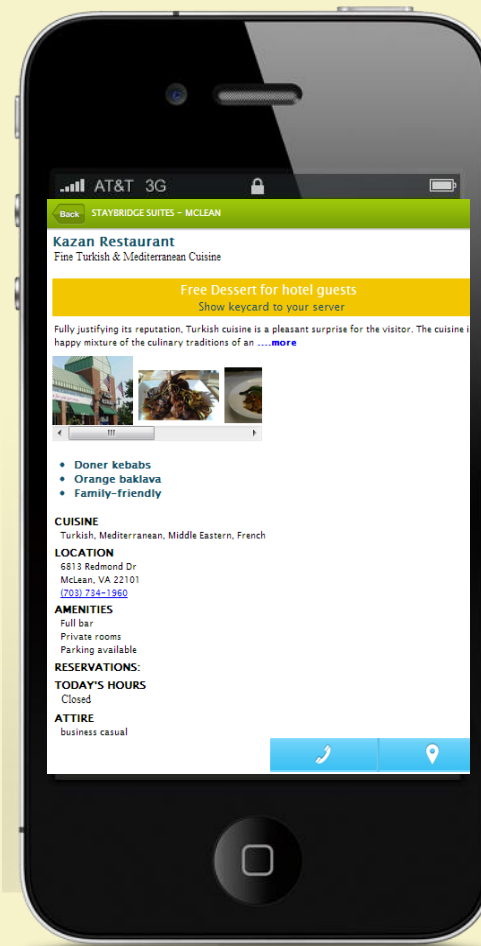 AT&T 3G
Back STAYBRIDGE SUITES - MCLEAN
Kazan Restaurant
Fine Turkish & Mediterranean Cuisine
Free Dessert for hotel guests
Show keycard to your server
Fully justifying its reputation, Turkish cuisine is a pleasant surprise for the visitor. The cuisine i
happy mixture of the culinary traditions of an ....more
• Doner kebabs
• Orange baklava
• Family-friendly
CUISINE
Turkish, Mediterranean, Middle Eastern, French
LOCATION
6813 Redmond Dr
McLean, VA 22101
(703) 734-1960
AMENITIES
Full bar
Private rooms
Parking available
RESERVATIONS:
TODAY'S HOURS
Closed
ATTIRE
business casual